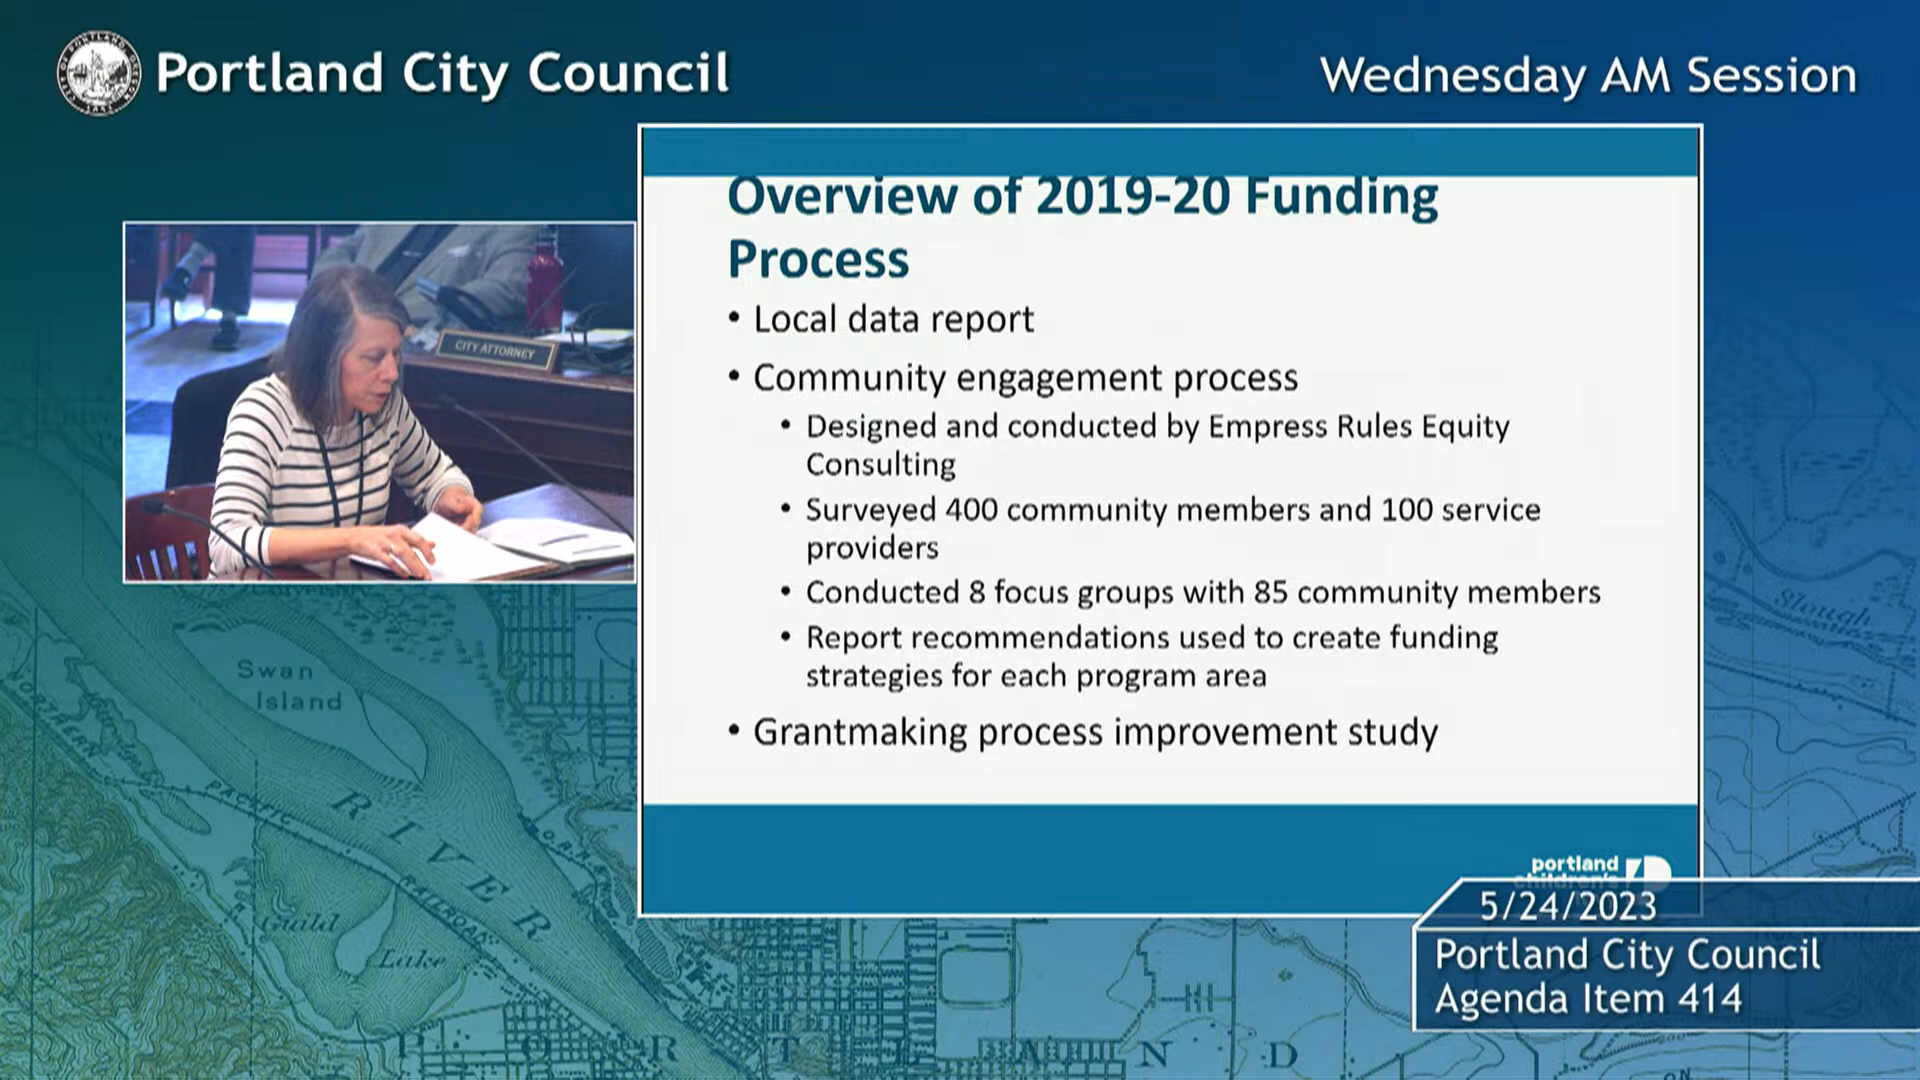 Portland City Council
Wednesday AM Session
Overview of 2019-20 Funding
Process
• Local data report
• Community engagement process
• Designed and conducted by Empress Rules Equity
Consulting
• Surveyed 400 community members and 100 service
providers
• Conducted 8 focus groups with 85 community members
• Report recommendations used to create funding
strategies for each program area
• Grantmaking process improvement study
CITY ATTORNEY
portland
children's
5/24/2023
Portland City Council
Agenda Item 414
Swan
Island
RIVER
NORTHERN
PACIFIC
RAILROAD
Guild
Lake
Slough
PORTLAND